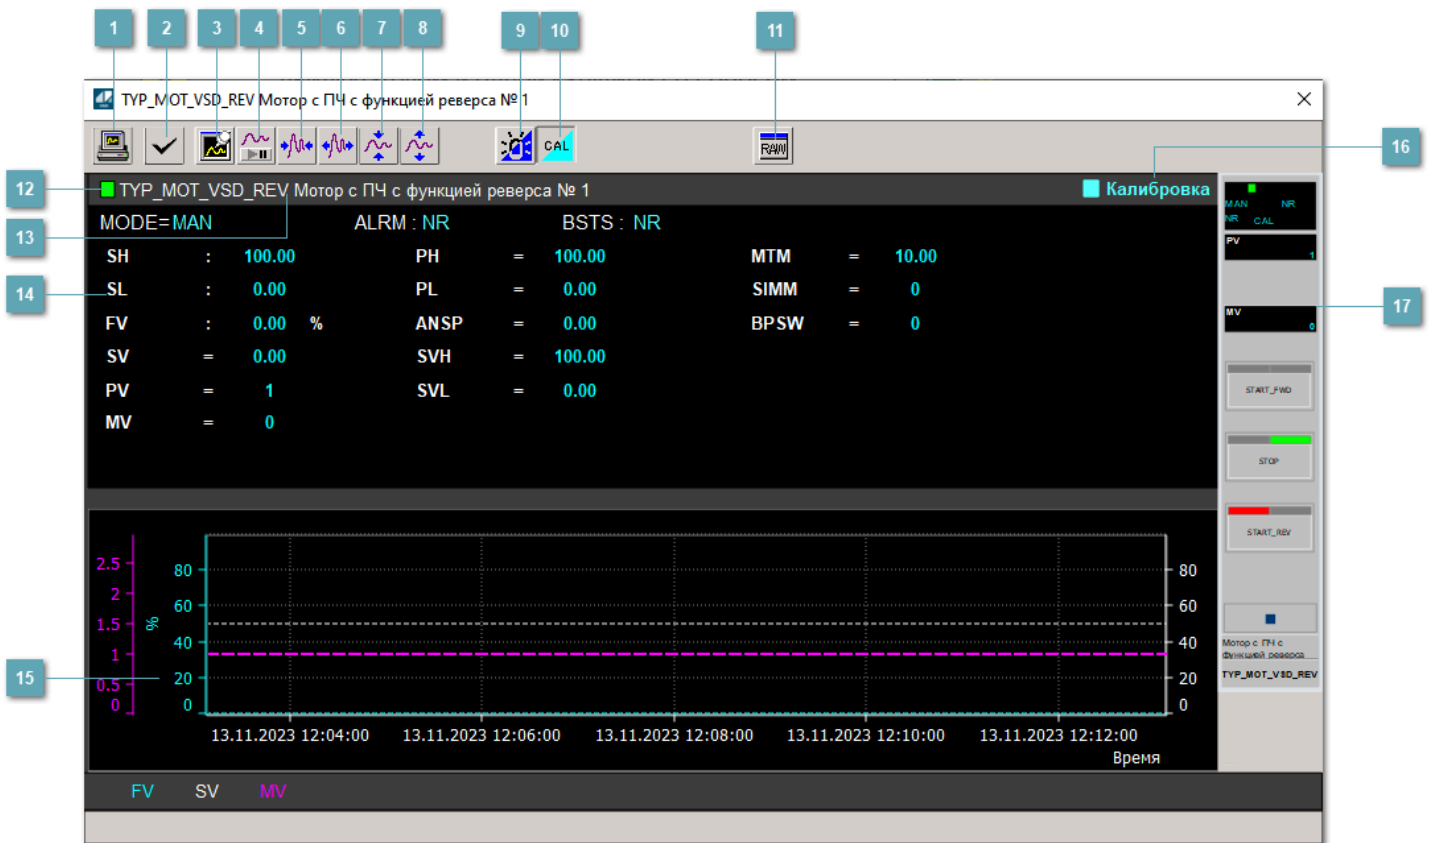 1 2 3 4 5 6 7 8 9 10 11
TYP_MOT_VSD_REV Мотор с ПЧ с функцией реверса № 1
CAL
RAW
16
12
TYP_MOT_VSD_REV Мотор с ПЧ с функцией реверса № 1
Калибровка
MAN NR
NR CAL
13
MODE=MAN ALRM : NR BSTS : NR
SH : 100.00 PH = 100.00 MTM = 10.00
PV
1
14
SL : 0.00 PL = 0.00 SIMM = 0
17
FV : 0.00 % ANSP = 0.00 BPSW = 0
MV
0
SV = 0.00 SVH = 100.00
PV = 1 SVL = 0.00
START_FWD
MV = 0
STOP
START_REV
2.5
2
1.5
1
0.5
0
%
80
60
40
20
0
80
60
40
20
0
15
Мотор с ПЧ с
функцией реверса
TYP_MOT_VSD_REV
13.11.2023 12:04:00 13.11.2023 12:06:00 13.11.2023 12:08:00 13.11.2023 12:10:00 13.11.2023 12:12:00
Время
FV SV MV